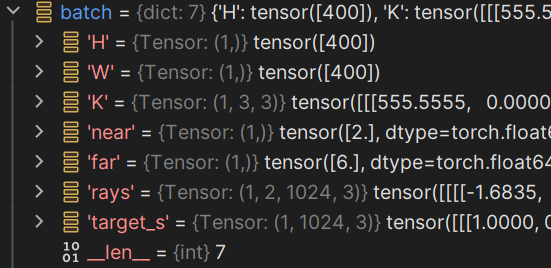 batch = {dict: 7} {'H': tensor([400]), 'K': tensor([[[555.5
'H' = {Tensor: (1,)} tensor([400])
'W' = {Tensor: (1,)} tensor([400])
'K' = {Tensor: (1, 3, 3)} tensor([[[555.5555, 0.0000
'near' = {Tensor: (1,)} tensor([2.], dtype=torch.float6
'far' = {Tensor: (1,)} tensor([6.], dtype=torch.float64
'rays' = {Tensor: (1, 2, 1024, 3)} tensor([[[[-1.6835,
'target_s' = {Tensor: (1, 1024, 3)} tensor([[[1.0000, 0
10 01 __len__ = {int} 7